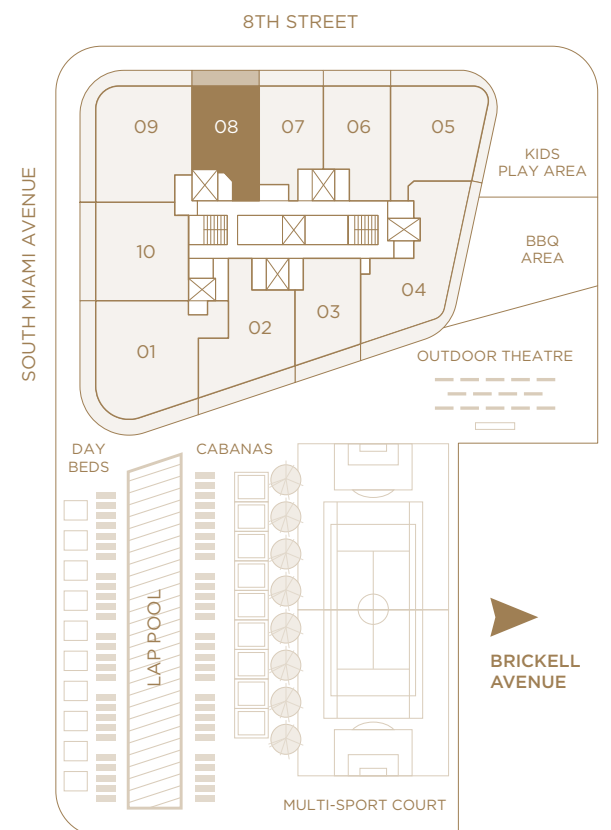 8TH STREET
SOUTH MIAMI AVENUE
09
08
07
06
05
KIDS
PLAY AREA
10
BBQ
AREA
04
03
02
01
OUTDOOR THEATRE
DAY
BEDS
CABANAS
LAP POOL
BRICKELL
AVENUE
MULTI-SPORT COURT